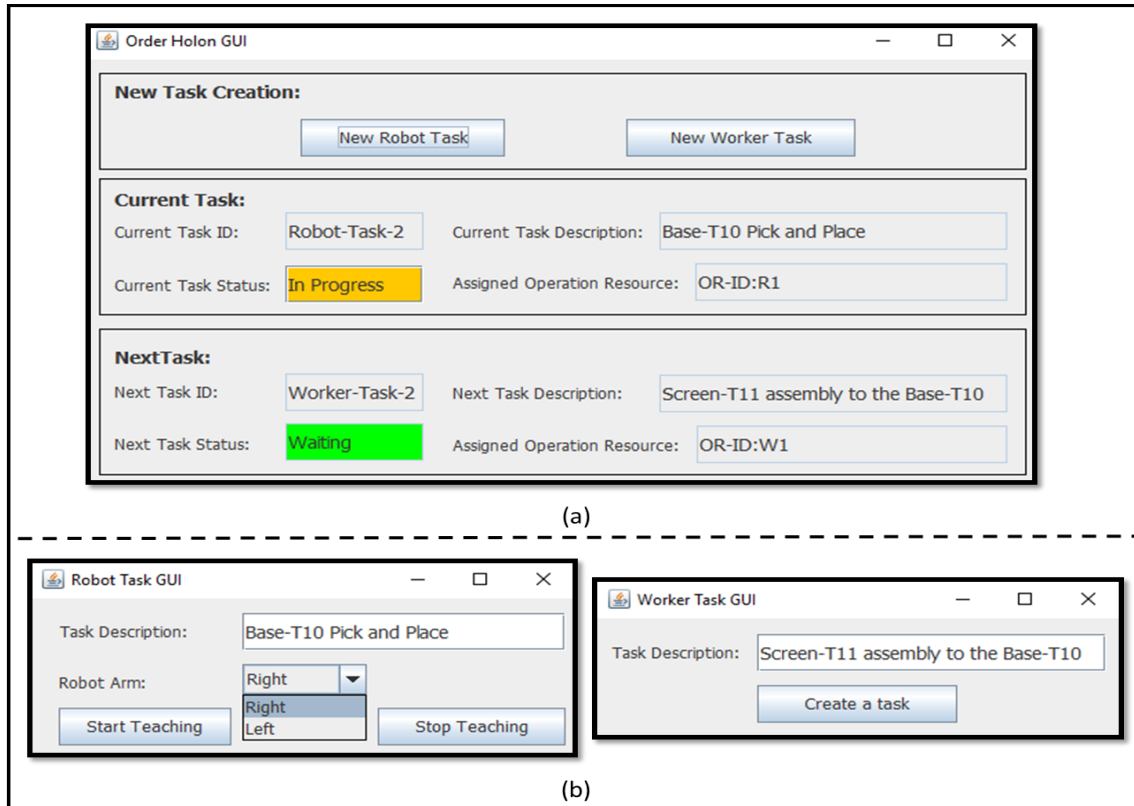 Order Holon GUI
New Task Creation:
New Robot Task New Worker Task
Current Task:
Current Task ID: Robot-Task-2 Current Task Description: Base-T10 Pick and Place
Current Task Status: In Progress Assigned Operation Resource: OR-ID:R1
NextTask:
Next Task ID: Worker-Task-2 Next Task Description: Screen-T11 assembly to the Base-T10
Next Task Status: Waiting Assigned Operation Resource: OR-ID:W1
(a)
Robot Task GUI
Task Description: Base-T10 Pick and Place
Robot Arm: Right
Right
Left
Start Teaching Stop Teaching
Worker Task GUI
Task Description: Screen-T11 assembly to the Base-T10
Create a task
(b)